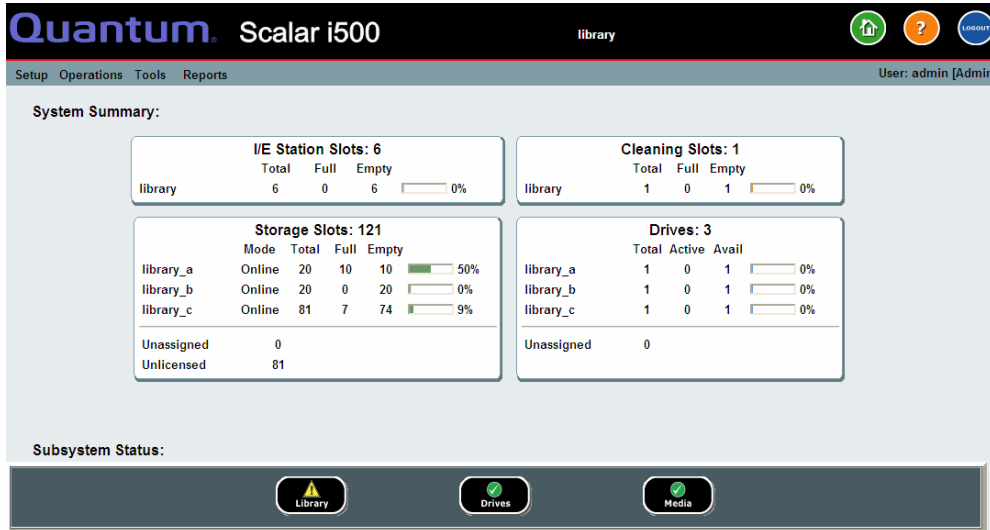 Quantum. Scalar i500
library
? LOGOUT
Setup Operations Tools Reports
User: admin [Admin
System Summary:
I/E Station Slots: 6
Total Full Empty
library 6 0 6 0%
Cleaning Slots: 1
Total Full Empty
library 1 0 1 0%
Storage Slots: 121
Mode Total Full Empty
library_a Online 20 10 10 50%
library_b Online 20 0 20 0%
library_c Online 81 7 74 9%
Unassigned 0
Unlicensed 81
Drives: 3
Total Active Avail
library_a 1 0 1 0%
library_b 1 0 1 0%
library_c 1 0 1 0%
Unassigned 0
Subsystem Status:
Library
Drives
Media